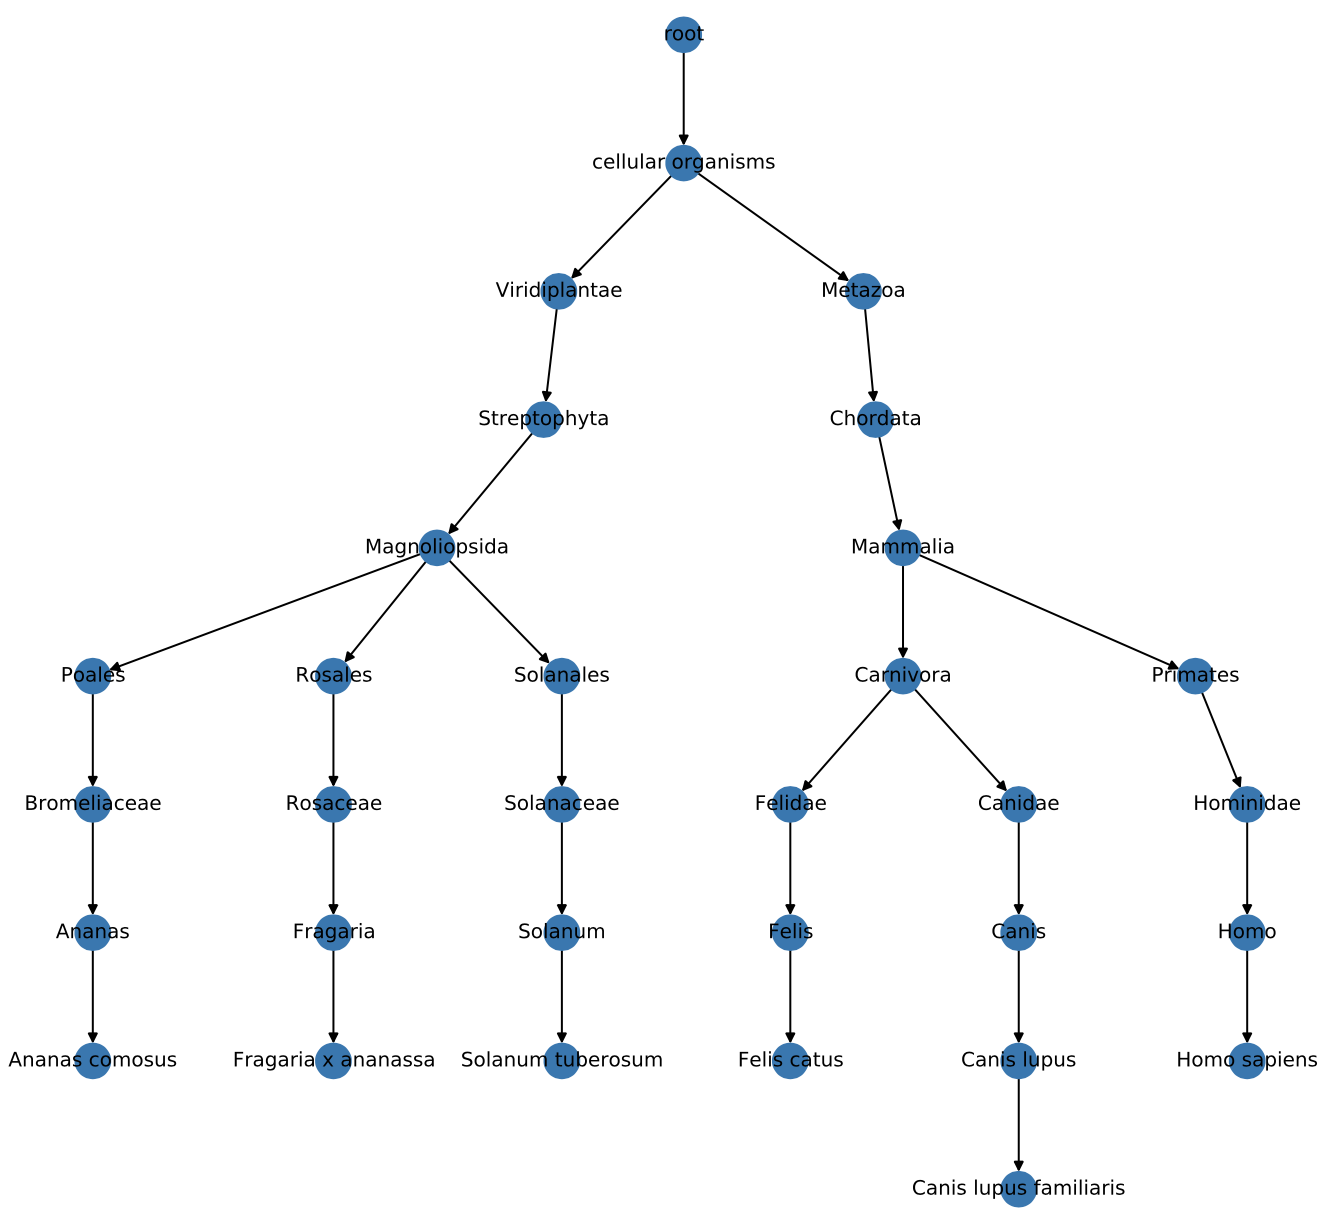 root
cellular organisms
Viridiplantae
Metazoa
Streptophyta
Chordata
Magnoliopsida
Mammalia
Poales
Rosales
Solanales
Carnivora
Primates
Bromeliaceae
Rosaceae
Solanaceae
Felidae
Canidae
Hominidae
Ananas
Fragaria
Solanum
Felis
Canis
Homo
Ananas comosus
Fragaria x ananassa
Solanum tuberosum
Felis catus
Canis lupus
Homo sapiens
Canis lupus familiaris